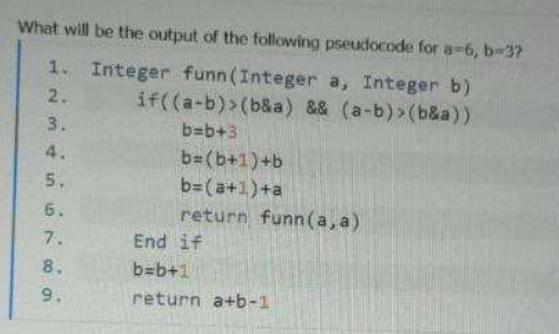 What will be the output of the following pseudocode for a=6, b=3?
1. Integer funn(Integer a, Integer b)
2. if((a-b)>(b&a) && (a-b)>(b&a))
3. b=b+3
4. b=(b+1)+b
5. b=(a+1)+a
6. return funn(a,a)
7. End if
8. b=b+1
9. return a+b-1